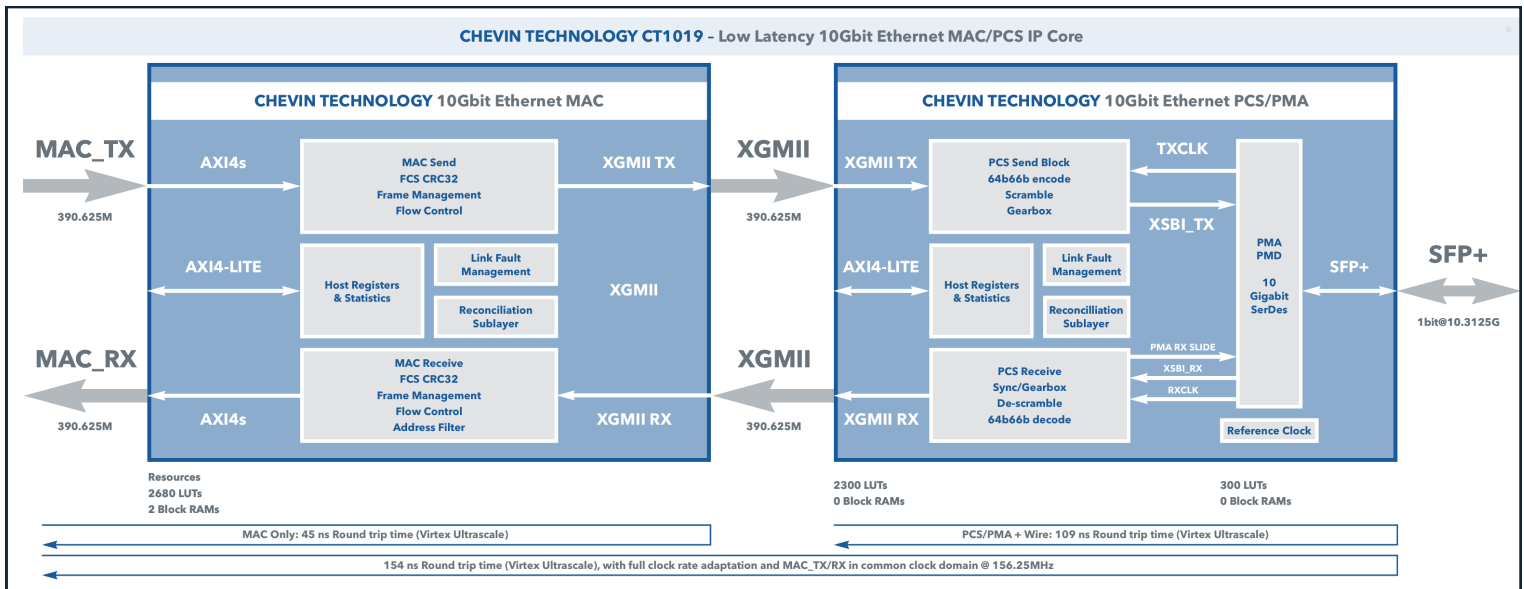 CHEVIN TECHNOLOGY CT1019 – Low Latency 10Gbit Ethernet MAC/PCS IP Core
©
CHEVIN TECHNOLOGY 10Gbit Ethernet MAC
MAC_TX
390.625M
AXI4s
MAC Send
FCS CRC32
Frame Management
Flow Control
XGMII TX
AXI4-LITE
Host Registers
& Statistics
Link Fault
Management
Reconciliation
Sublayer
XGMII
MAC_RX
390.625M
AXI4s
MAC Receive
FCS CRC32
Frame Management
Flow Control
Address Filter
XGMII RX
XGMII
390.625M
XGMII
390.625M
CHEVIN TECHNOLOGY 10Gbit Ethernet PCS/PMA
XGMII TX
PCS Send Block
64b66b encode
Scramble
Gearbox
TXCLK
XSBI_TX
AXI4-LITE
Host Registers
& Statistics
Link Fault
Management
Reconcilliation
Sublayer
PMA
PMD
10
Gigabit
SerDes
SFP+
SFP+
1bit@10.3125G
XGMII RX
PCS Receive
Sync/Gearbox
De-scramble
64b66b decode
PMA RX SLIDE
XSBI_RX
RXCLK
Reference Clock
Resources
2680 LUTs
2 Block RAMs
2300 LUTs
0 Block RAMs
300 LUTs
0 Block RAMs
MAC Only: 45 ns Round trip time (Virtex Ultrascale)
PCS/PMA + Wire: 109 ns Round trip time (Virtex Ultrascale)
154 ns Round trip time (Virtex Ultrascale), with full clock rate adaptation and MAC_TX/RX in common clock domain @ 156.25MHz